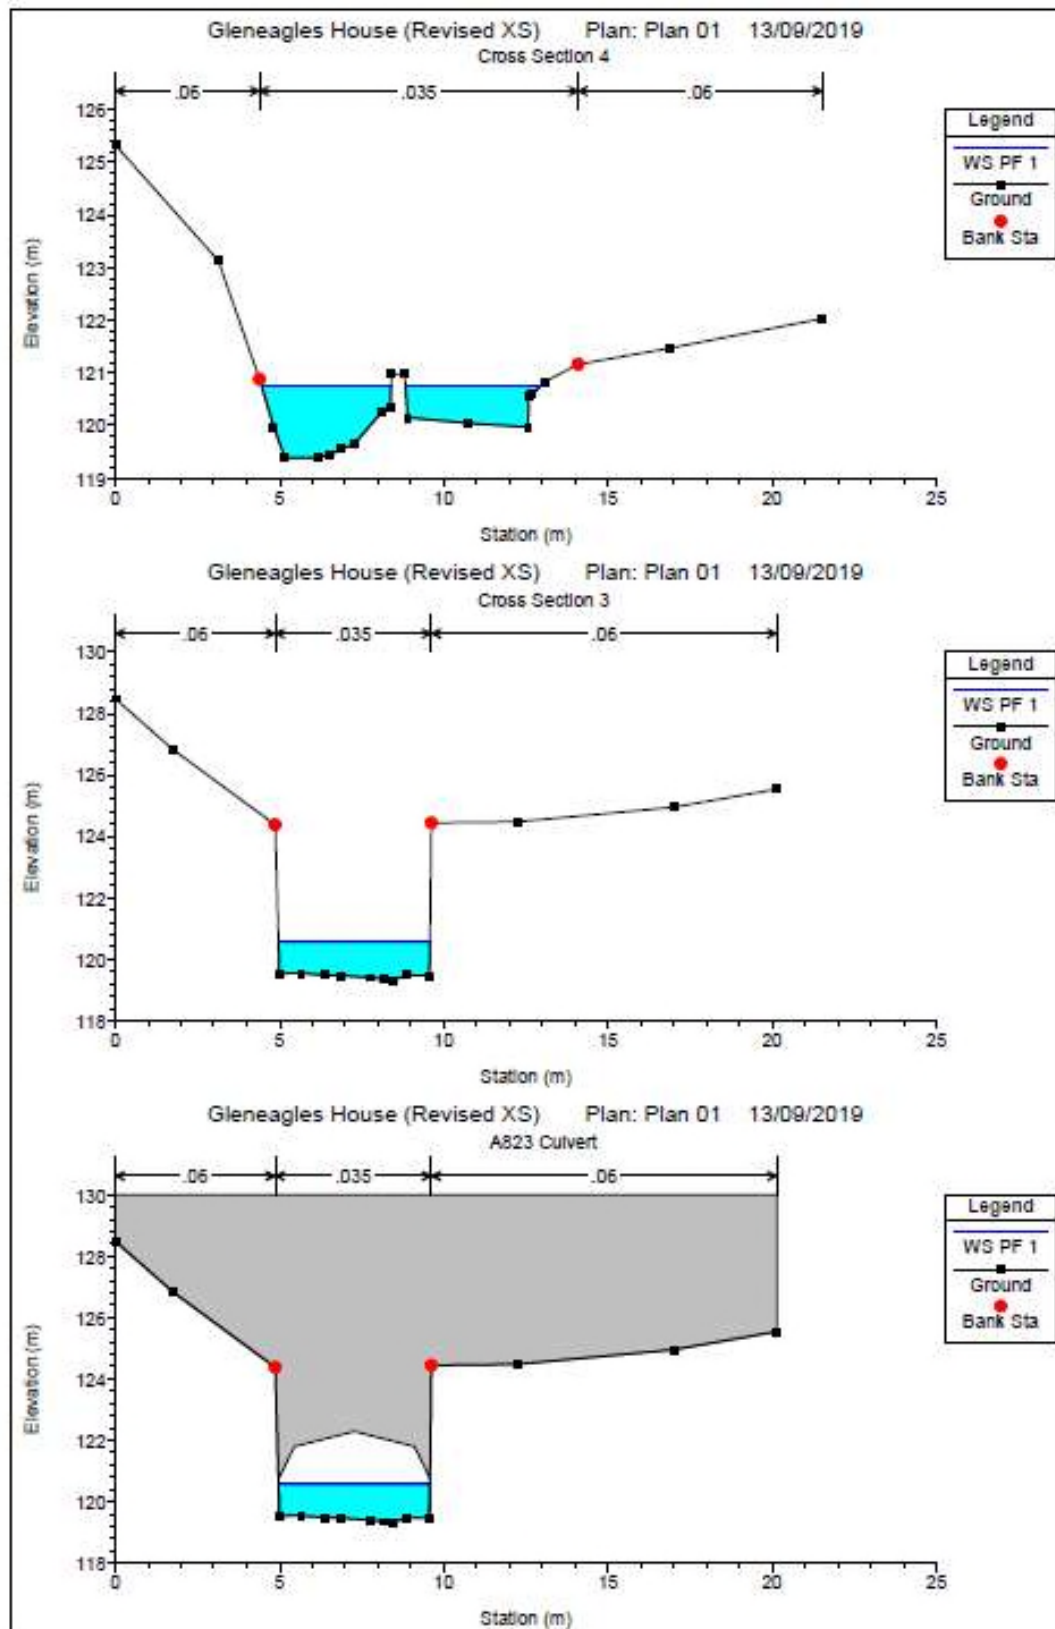 Gleneagles House (Revised XS) Plan: Plan 01 13/09/2019
Cross Section 4
.06 .035 .06
Legend
WS PF 1
Ground
Bank Sta
126
125
124
123
122
121
120
119
Elevation (m)
0 5 10 15 20 25
Station (m)
Gleneagles House (Revised XS) Plan: Plan 01 13/09/2019
Cross Section 3
.06 .035 .06
Legend
WS PF 1
Ground
Bank Sta
130
128
126
124
122
120
118
Elevation (m)
0 5 10 15 20 25
Station (m)
Gleneagles House (Revised XS) Plan: Plan 01 13/09/2019
A823 Culvert
.06 .035 .06
Legend
WS PF 1
Ground
Bank Sta
130
128
126
124
122
120
118
Elevation (m)
0 5 10 15 20 25
Station (m)